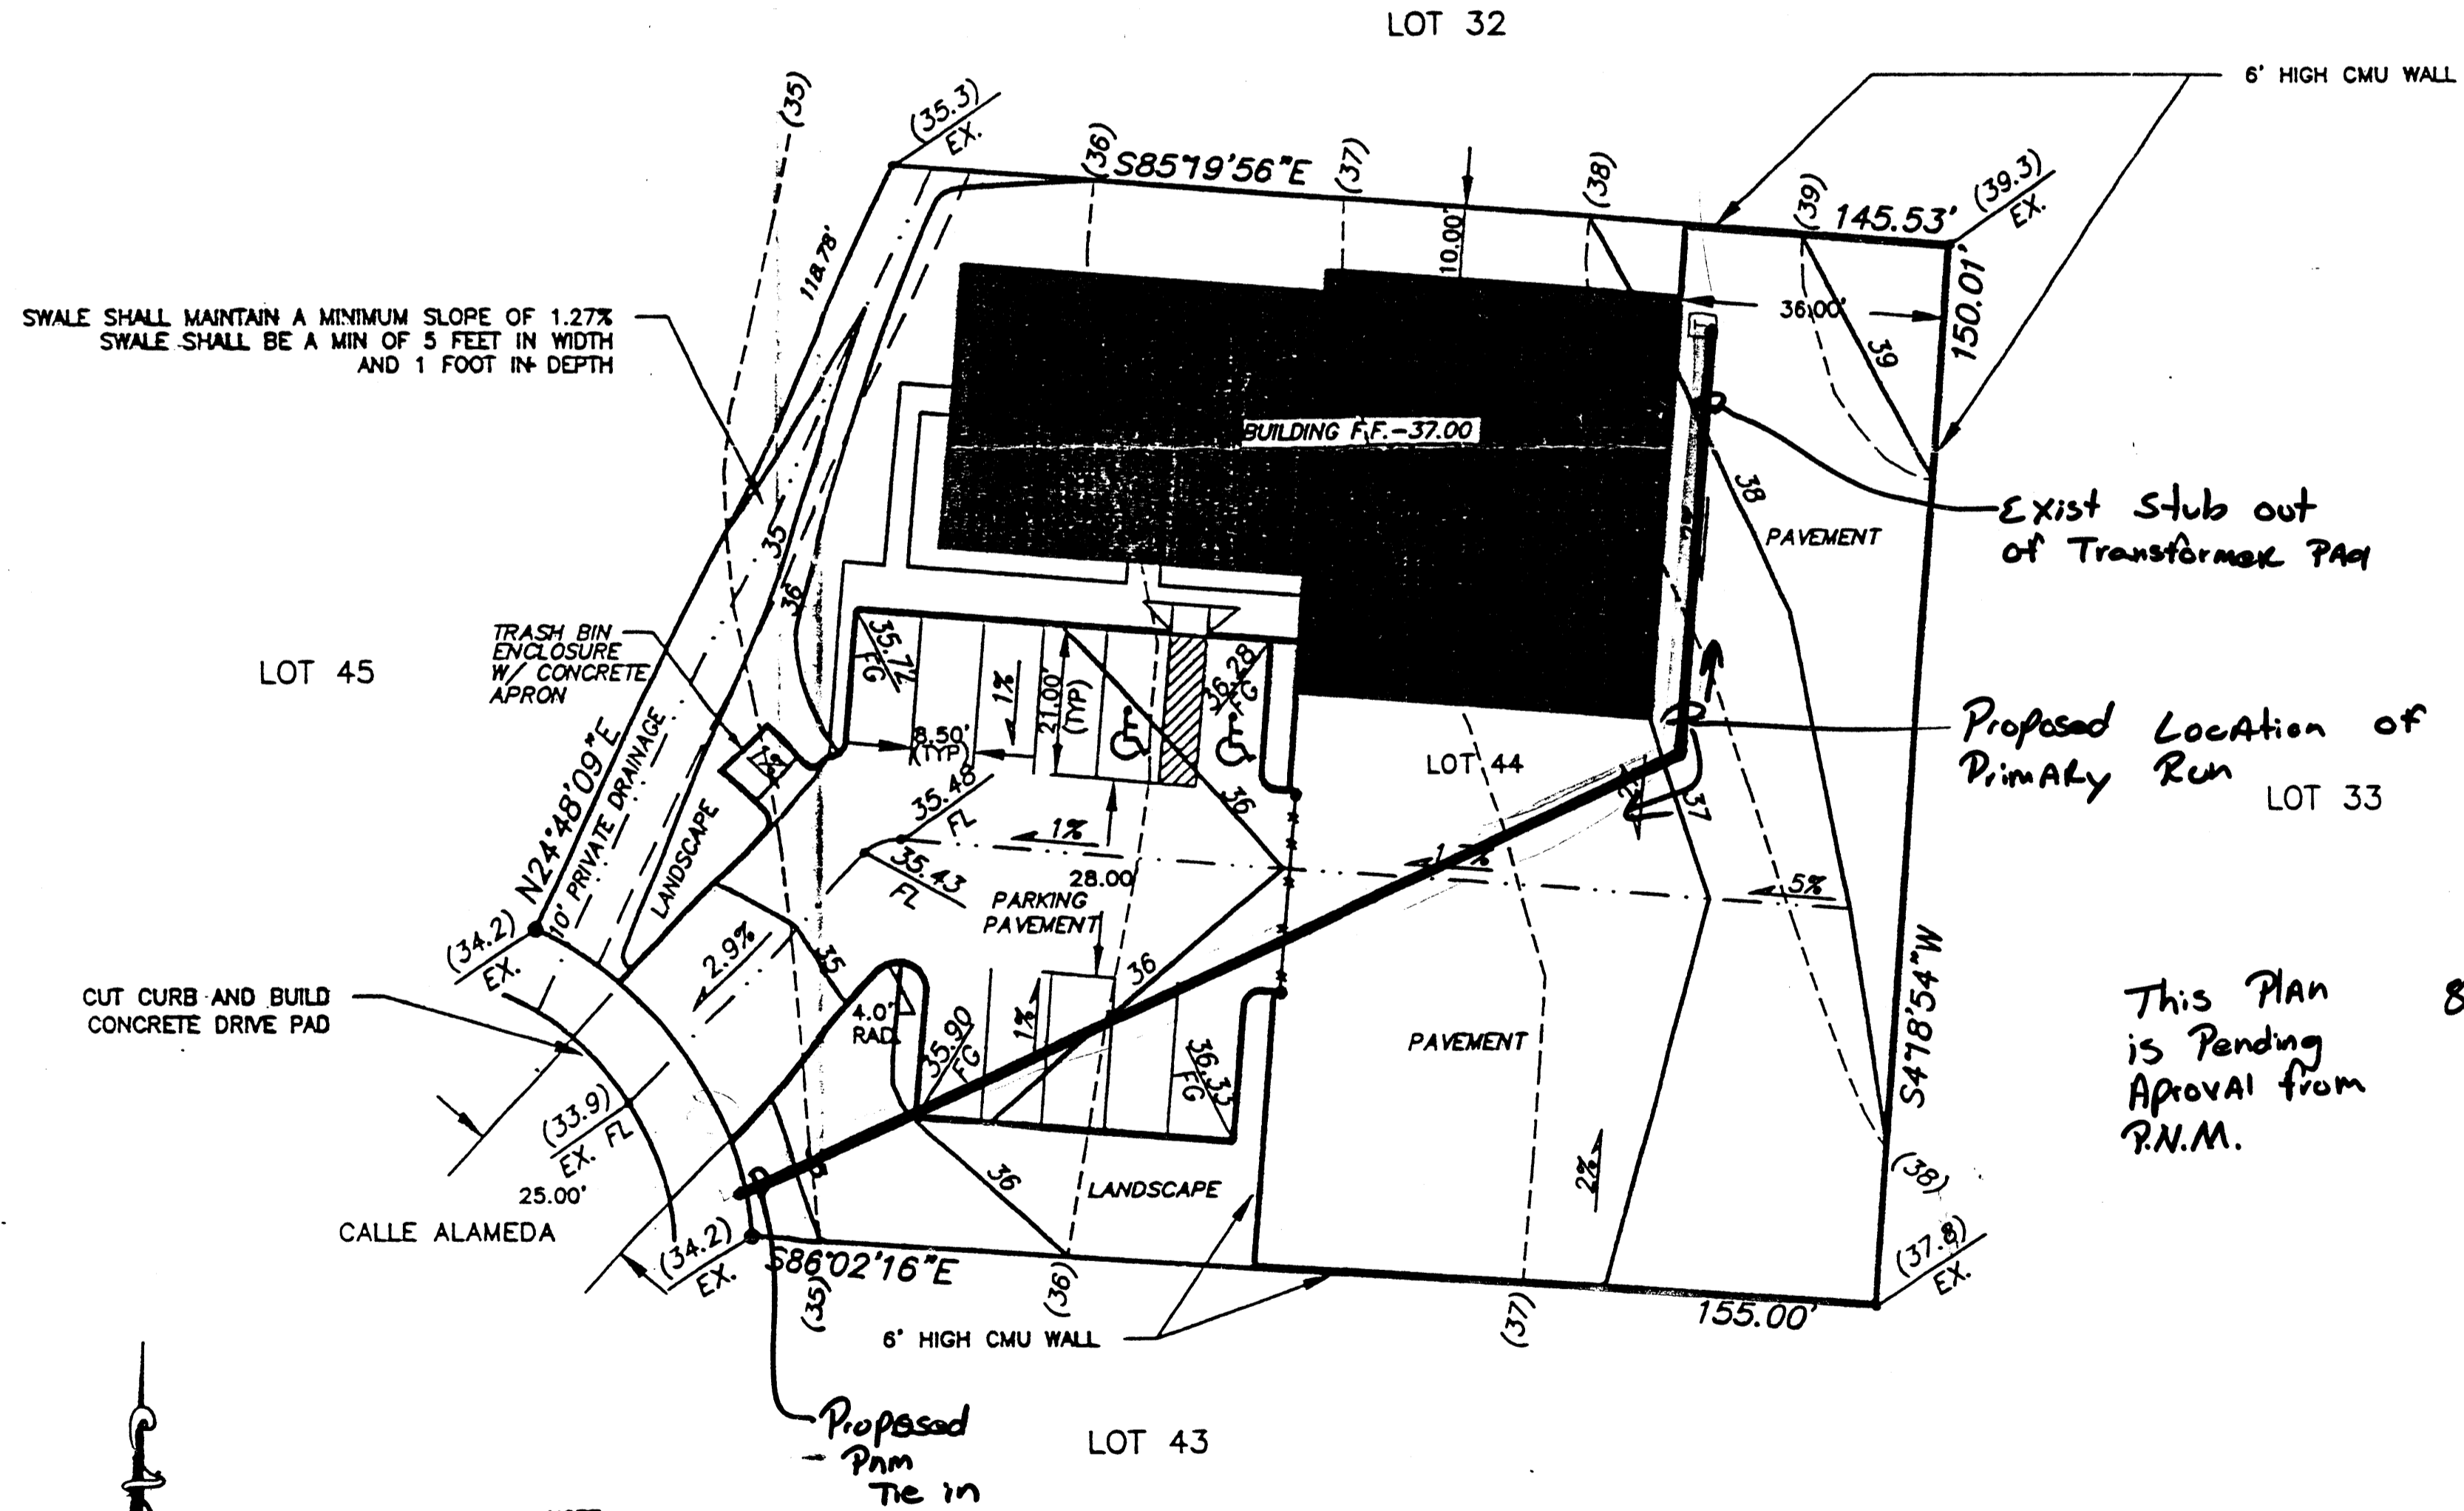 LOT 32
6' HIGH CMU WALL
(35)
(35.3)
EX.
(36)
S85°19'56"E
(37)
(38)
(39)
145.53'
(39.3)
EX.
118.78'
10.00'
36.00'
150.01'
SWALE SHALL MAINTAIN A MINIMUM SLOPE OF 1.27%
SWALE SHALL BE A MIN OF 5 FEET IN WIDTH
AND 1 FOOT IN DEPTH
T
39
BUILDING F.F.-37.00
38
PAVEMENT
Exist Stub out
of Transformer PAd
35
36
TRASH BIN
ENCLOSURE
W/ CONCRETE
APRON
LOT 45
35.71
FG
1%
21.00'
(TYP)
36.28
FG
8.50'
(TYP)
LOT 44
Proposed Location of
Primary Run
LOT 33
N24°48'09"E
10' PRIVATE DRAINAGE
LANDSCAPE
35.48
FL
1%
36
37
35.43
FL
28.00'
PARKING
PAVEMENT
5%
(34.2)
EX.
2.9%
35
36
S4°18'54"W
CUT CURB AND BUILD
CONCRETE DRIVE PAD
4.0'
RAD.
35.90
FG
1%
36.33
FG
PAVEMENT
This Plan
is Pending
AprovAl from
P.N.M.
8
(33.9)
EX. FL
25.00'
CALLE ALAMEDA
36
LANDSCAPE
2%
(38)
(34.2)
EX.
S86°02'16"E
(35)
(36)
(37)
155.00'
(37.8)
EX.
6' HIGH CMU WALL
Proposed
Pnm
Tie in
LOT 43